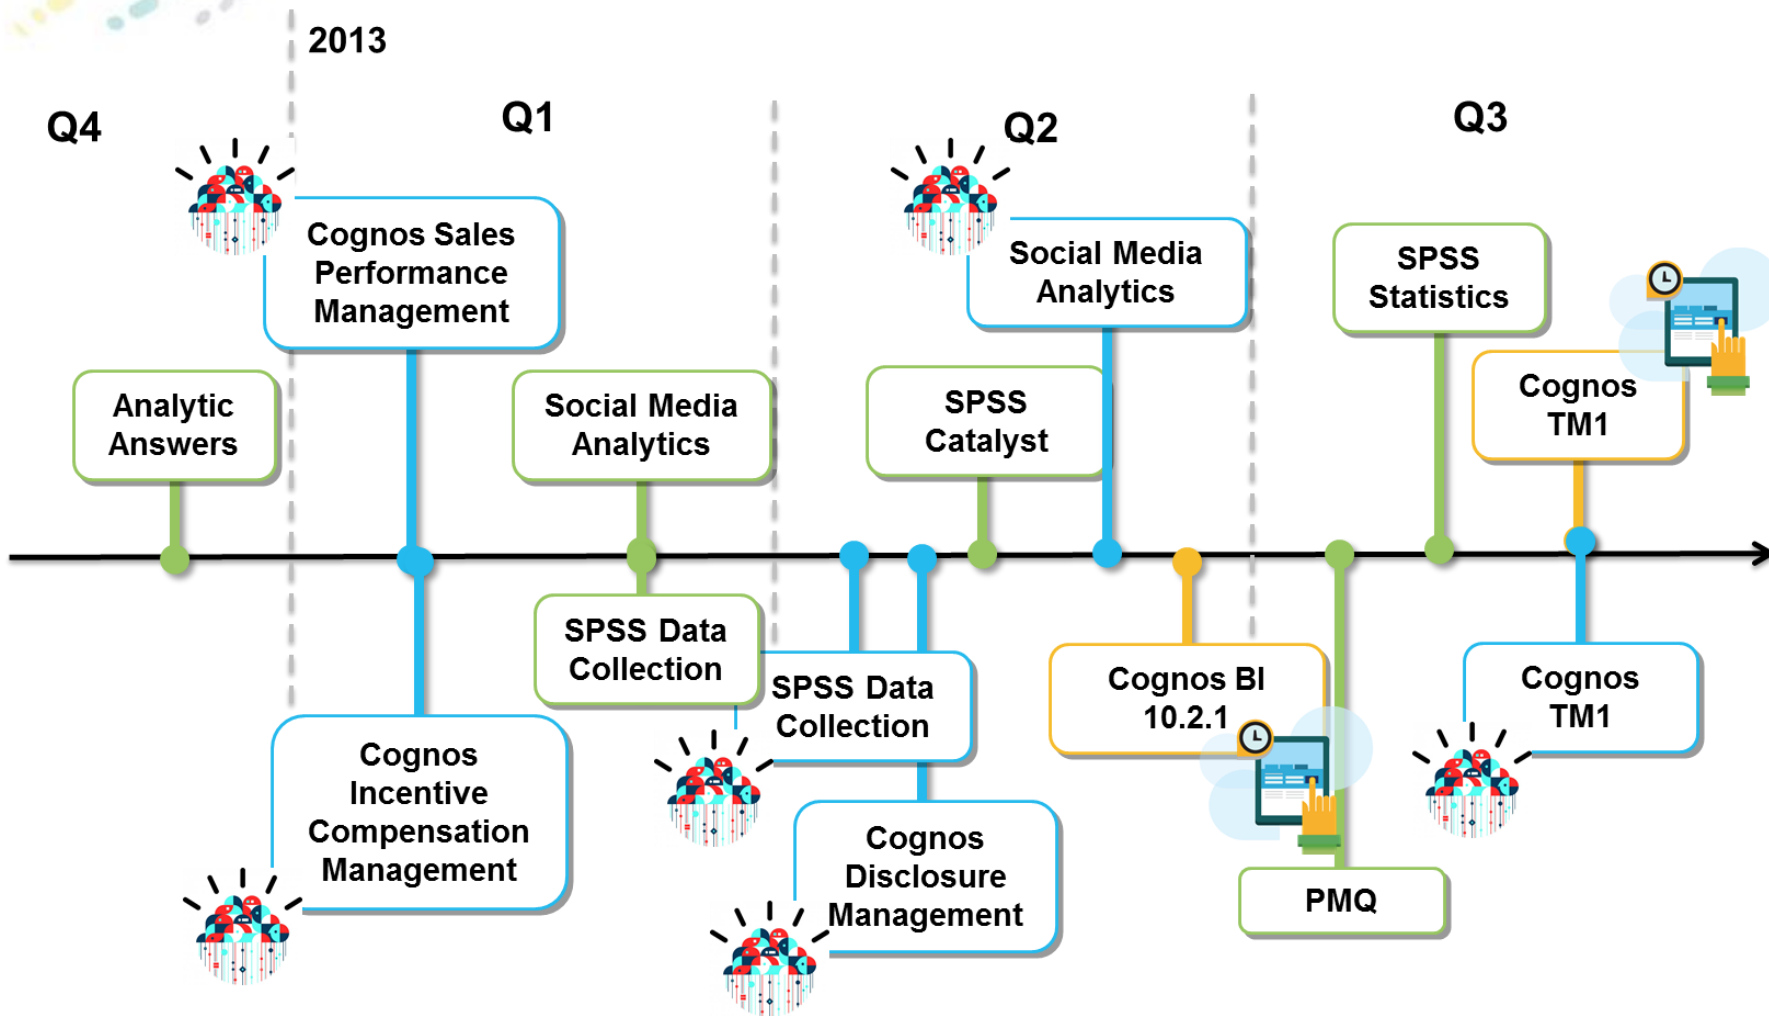 2013
Q4
Q1
Q2
Q3
Cognos Sales
Performance
Management
Social Media
Analytics
SPSS
Statistics
Analytic
Answers
Social Media
Analytics
SPSS
Catalyst
Cognos
TM1
SPSS Data
Collection
SPSS Data
Collection
Cognos BI
10.2.1
Cognos
TM1
Cognos
Incentive
Compensation
Management
Cognos
Disclosure
Management
PMQ